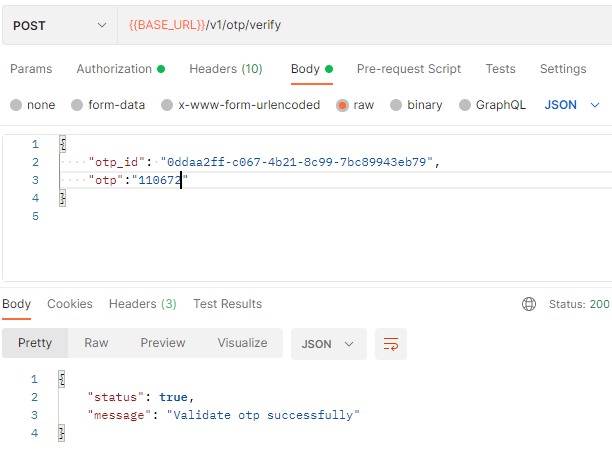 POST {{BASE_URL}}/v1/otp/verify
Params Authorization Headers (10) Body Pre-request Script Tests Settings
none form-data x-www-form-urlencoded raw binary GraphQL JSON
1 {
2 "otp_id": "0ddaa2ff-c067-4b21-8c99-7bc89943eb79",
3 "otp":"110672"
4 }
5
Body Cookies Headers (3) Test Results Status: 200
Pretty Raw Preview Visualize JSON
1 {
2 "status": true,
3 "message": "Validate otp successfully"
4 }